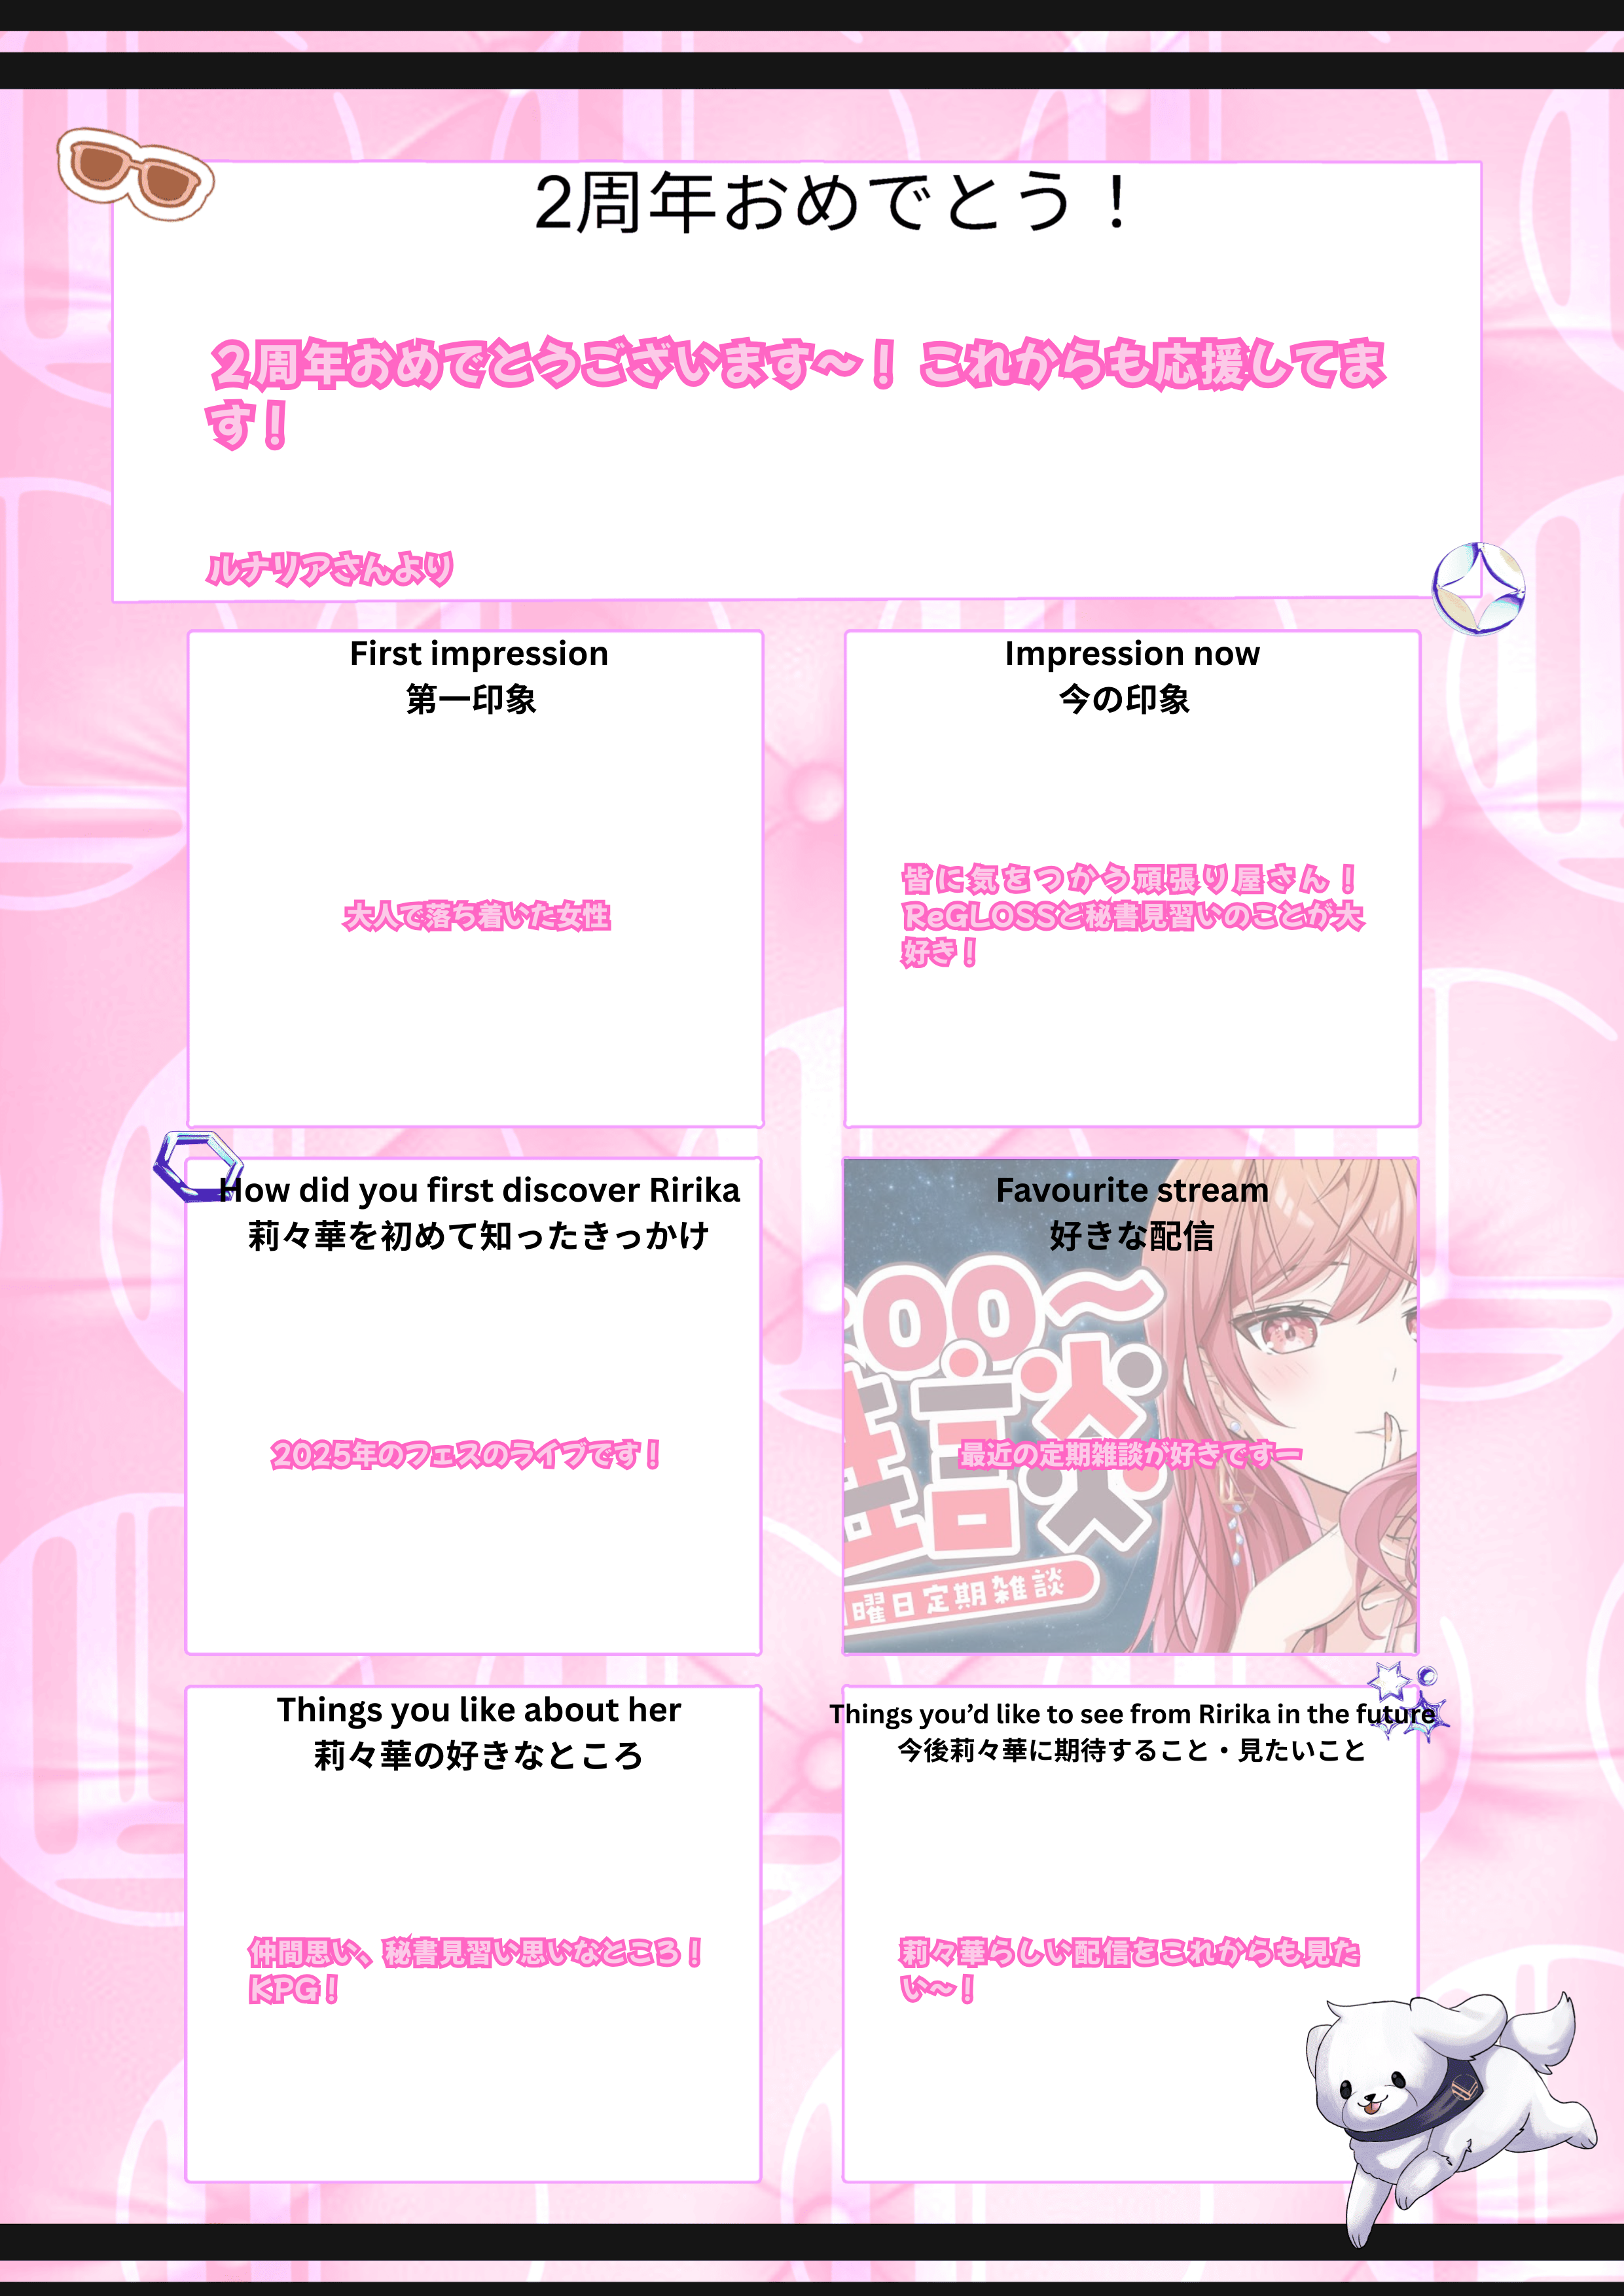 2周年おめでとう！
２周年おめでとうございます〜！ これからも応援してま
す！
ルナリアさんより
First impression
第一印象
大人で落ち着いた女性
Impression now
今の印象
皆に気をつかう頑張り屋さん！
ReGLOSSと秘書見習いのことが大
好き！
How did you first discover Ririka
莉々華を初めて知ったきっかけ
2025年のフェスのライブです！
Favourite stream
好きな配信
00〜
談
最近の定期雑談が好きですー
曜日定期雑談
Things you like about her
莉々華の好きなところ
仲間思い、秘書見習い思いなところ！
KPG！
Things you’d like to see from Ririka in the future
今後莉々華に期待すること・見たいこと
莉々華らしい配信をこれからも見た
い〜！